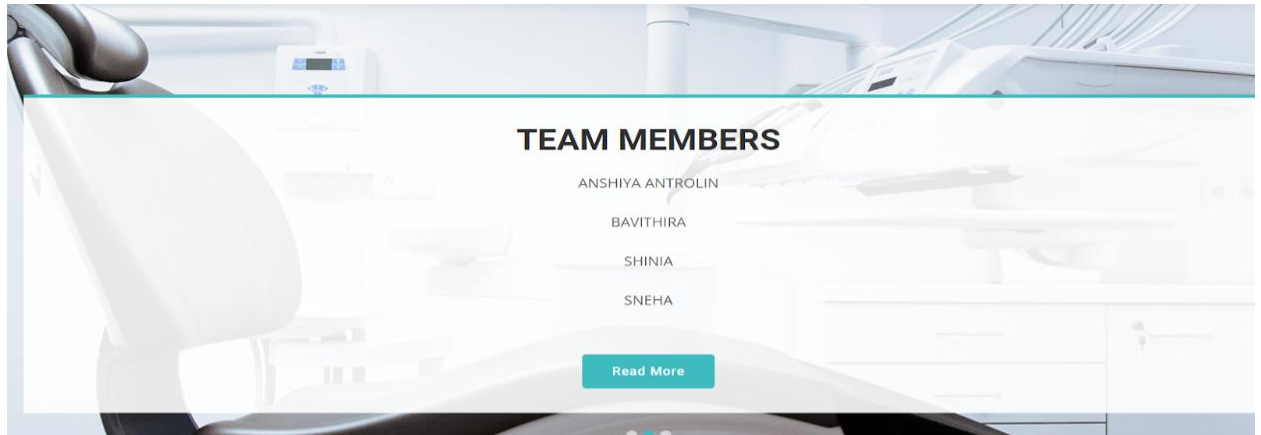 TEAM MEMBERS
ANSHIYA ANTROLIN
BAVITHIRA
SHINIA
SNEHA
Read More